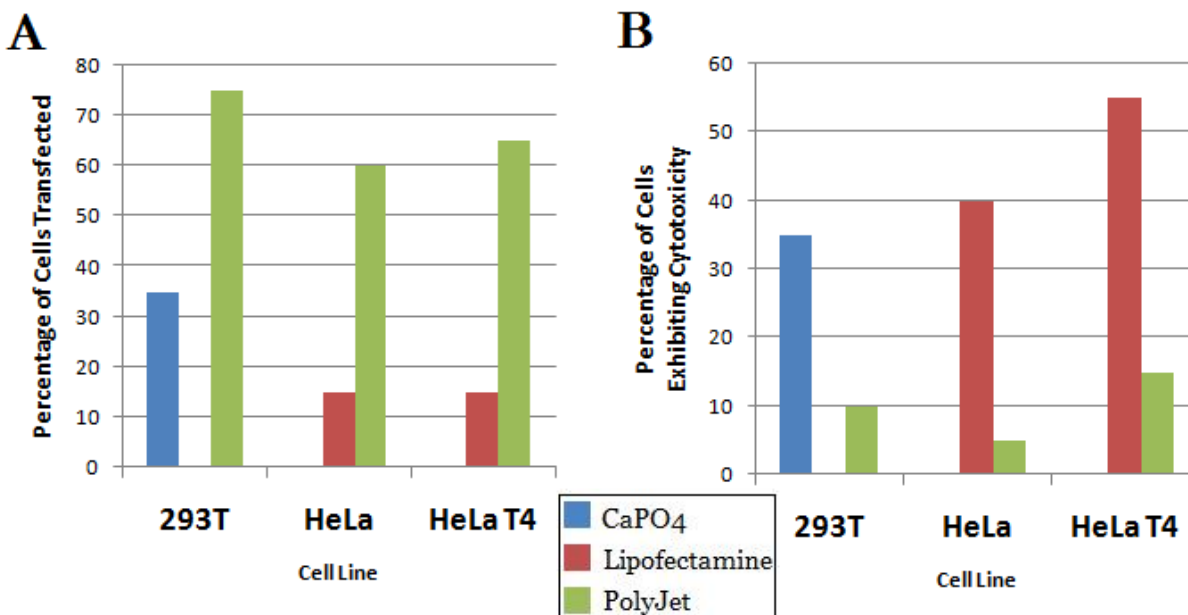 A
Percentage of Cells Transfected
80
70
60
50
40
30
20
10
0
293T HeLa HeLa T4
Cell Line
B
Percentage of Cells
Exhibiting Cytotoxicity
60
50
40
30
20
10
0
293T HeLa HeLa T4
Cell Line
CaPO4
Lipofectamine
PolyJet